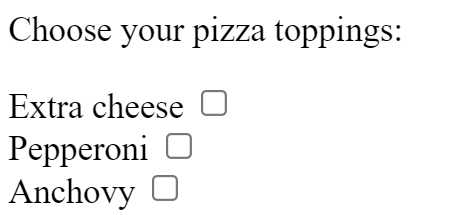 Choose your pizza toppings:
Extra cheese
Pepperoni
Anchovy